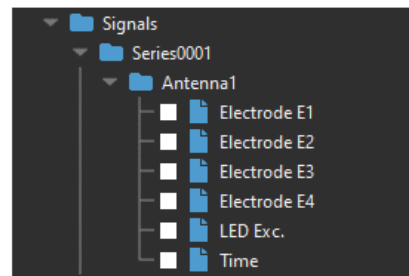 Signals
Series0001
Antenna1
Electrode E1
Electrode E2
Electrode E3
Electrode E4
LED Exc.
Time